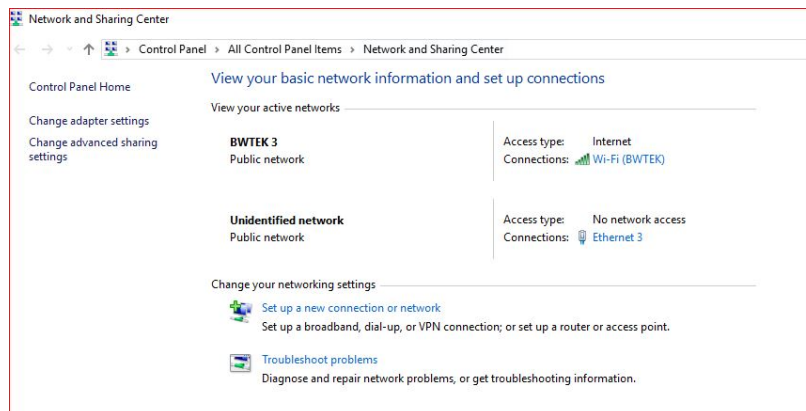 Network and Sharing Center
Control Panel > All Control Panel Items > Network and Sharing Center
Control Panel Home
Change adapter settings
Change advanced sharing
settings
View your basic network information and set up connections
View your active networks
BWTEK 3
Public network
Access type: Internet
Connections: Wi-Fi (BWTEK)
Unidentified network
Public network
Access type: No network access
Connections: Ethernet 3
Change your networking settings
Set up a new connection or network
Set up a broadband, dial-up, or VPN connection; or set up a router or access point.
Troubleshoot problems
Diagnose and repair network problems, or get troubleshooting information.